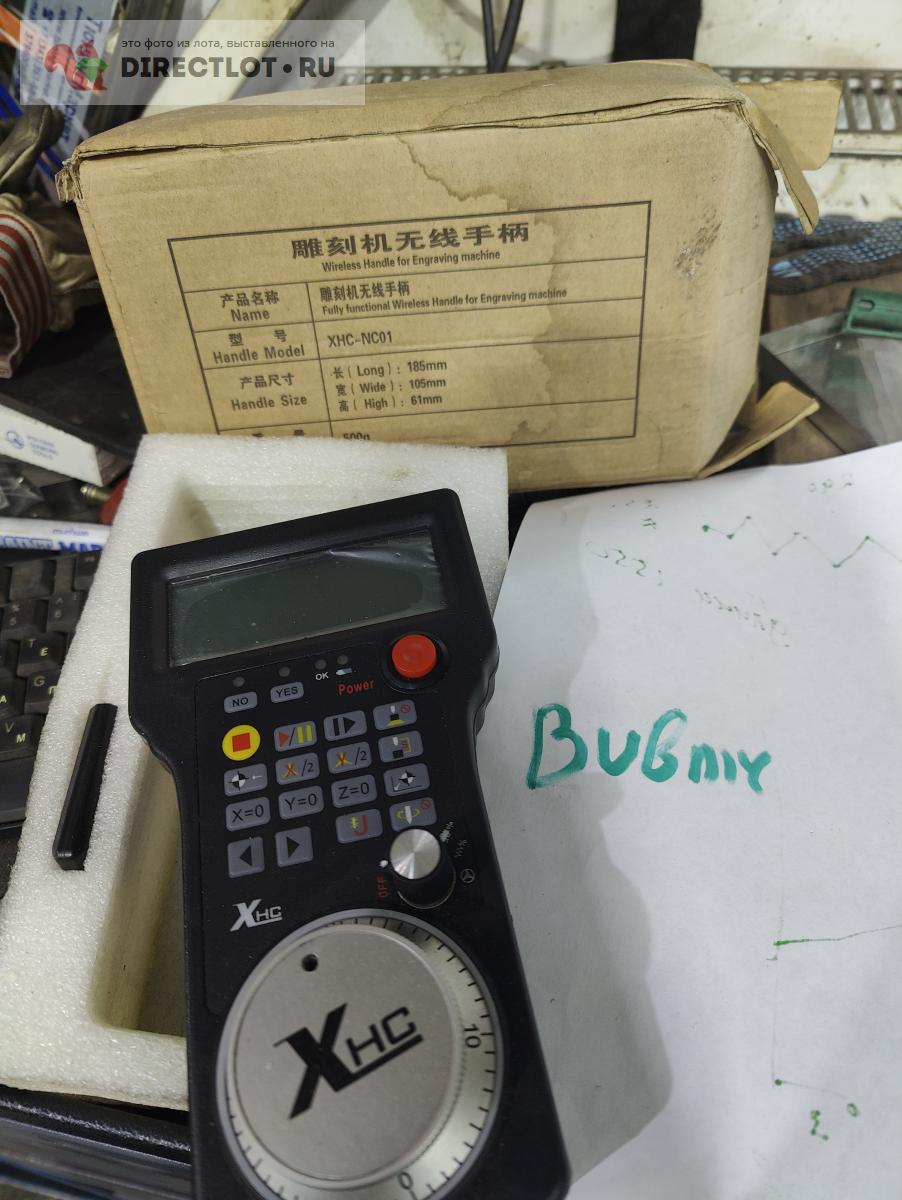 это фото из лота, выставленного на
DIRECTLOT•RU
雕刻机无线手柄
Wireless Handle for Engraving machine
产品名称
Name
雕刻机无线手柄
Fully functional Wireless Handle for Engraving machine
型 号
Handle Model
XHC-NC01
产品尺寸
Handle Size
长 ( Long ) : 185mm
宽 ( Wide ) : 105mm
高 ( High ) : 61mm
500g
NO
YES
OK
Power
/2
/2
X=0
Y=0
Z=0
OFF
XHC
XHC
10
0